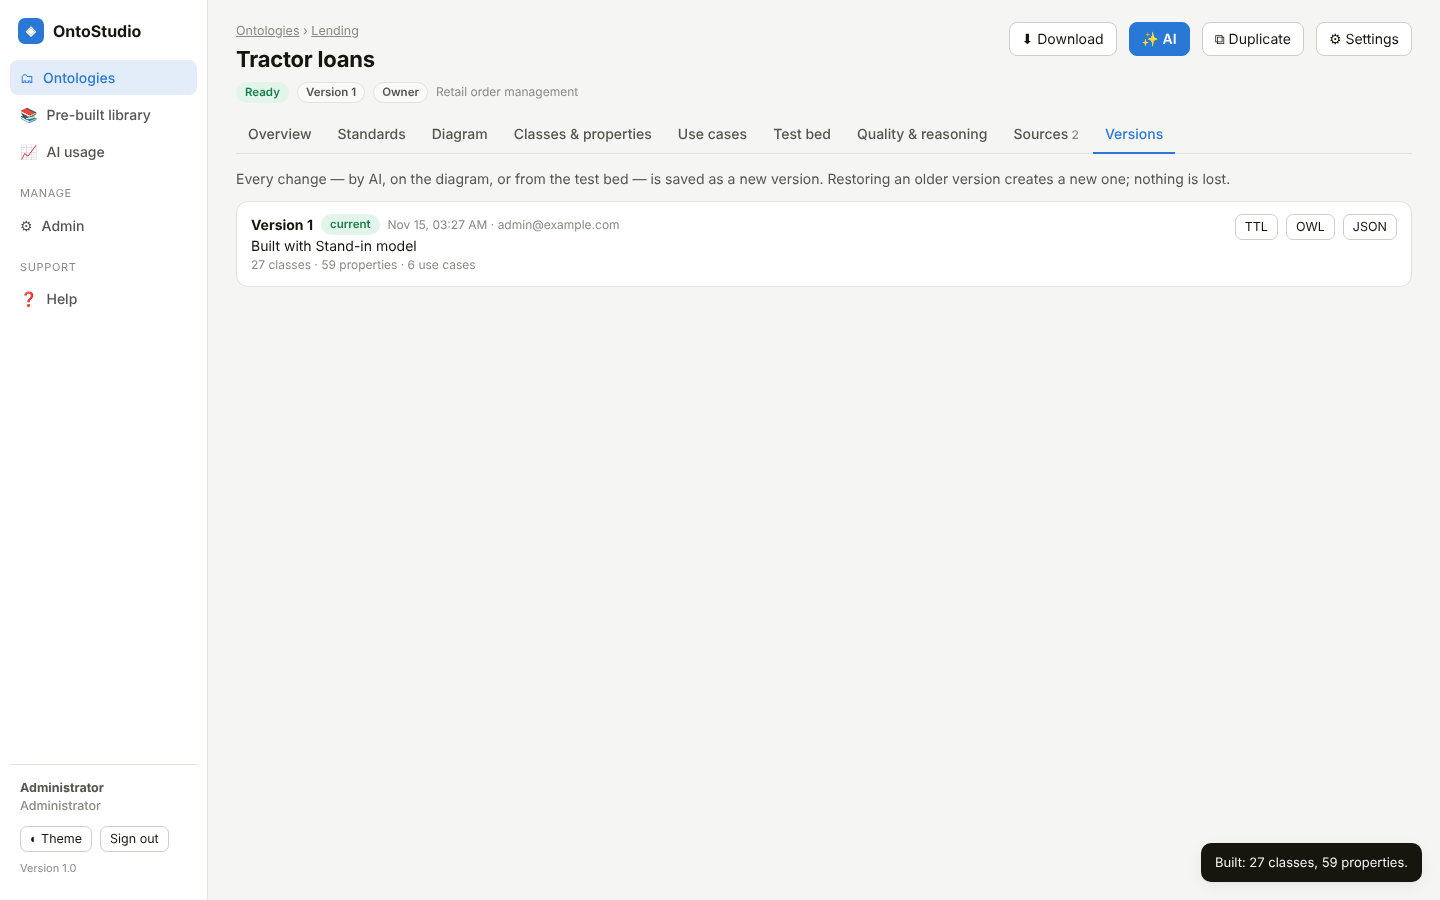 OntoStudio
Ontologies
Pre-built library
AI usage
MANAGE
Admin
SUPPORT
Help
Administrator
Administrator
Theme
Sign out
Version 1.0
Ontologies › Lending
Tractor loans
Ready
Version 1
Owner
Retail order management
Download
AI
Duplicate
Settings
Overview
Standards
Diagram
Classes & properties
Use cases
Test bed
Quality & reasoning
Sources 2
Versions
Every change — by AI, on the diagram, or from the test bed — is saved as a new version. Restoring an older version creates a new one; nothing is lost.
Version 1 current Nov 15, 03:27 AM · admin@example.com
Built with Stand-in model
27 classes · 59 properties · 6 use cases
TTL
OWL
JSON
Built: 27 classes, 59 properties.